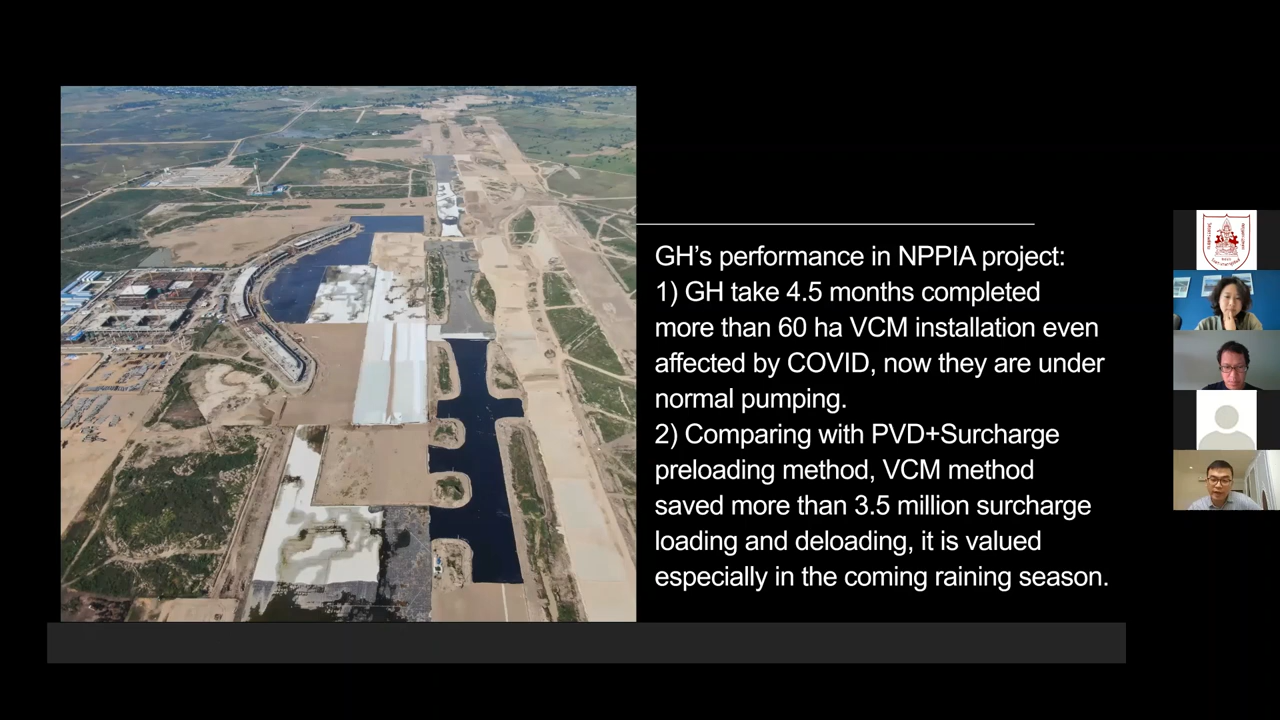 GH’s performance in NPPIA project:
1) GH take 4.5 months completed
more than 60 ha VCM installation even
affected by COVID, now they are under
normal pumping.
2) Comparing with PVD+Surcharge
preloading method, VCM method
saved more than 3.5 million surcharge
loading and deloading, it is valued
especially in the coming raining season.